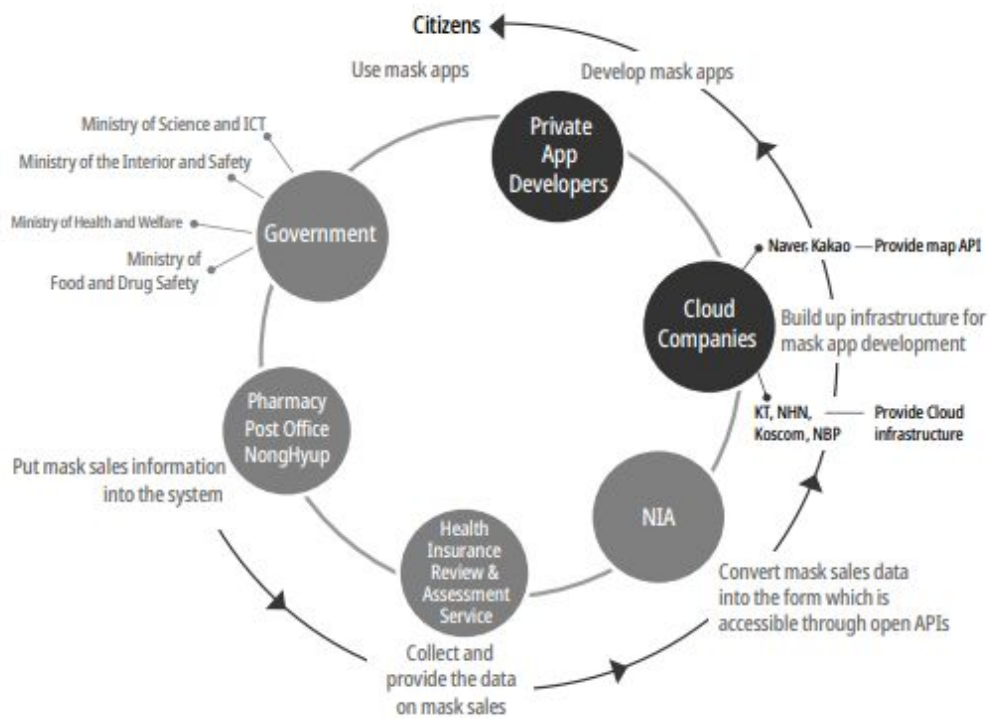 Citizens
Use mask apps
Develop mask apps
Private
App
Developers
Ministry of Science and ICT
Ministry of the Interior and Safety
Ministry of Health and Welfare
Ministry of
Food and Drug Safety
Government
Naver, Kakao
Provide map API
Cloud
Companies
Build up infrastructure for
mask app development
KT, NHN,
Koscom, NBP
Provide Cloud
infrastructure
Pharmacy
Post Office
NongHyup
Put mask sales information
into the system
NIA
Health
Insurance
Review &
Assessment
Service
Convert mask sales data
into the form which is
accessible through open APIs
Collect and
provide the data
on mask sales